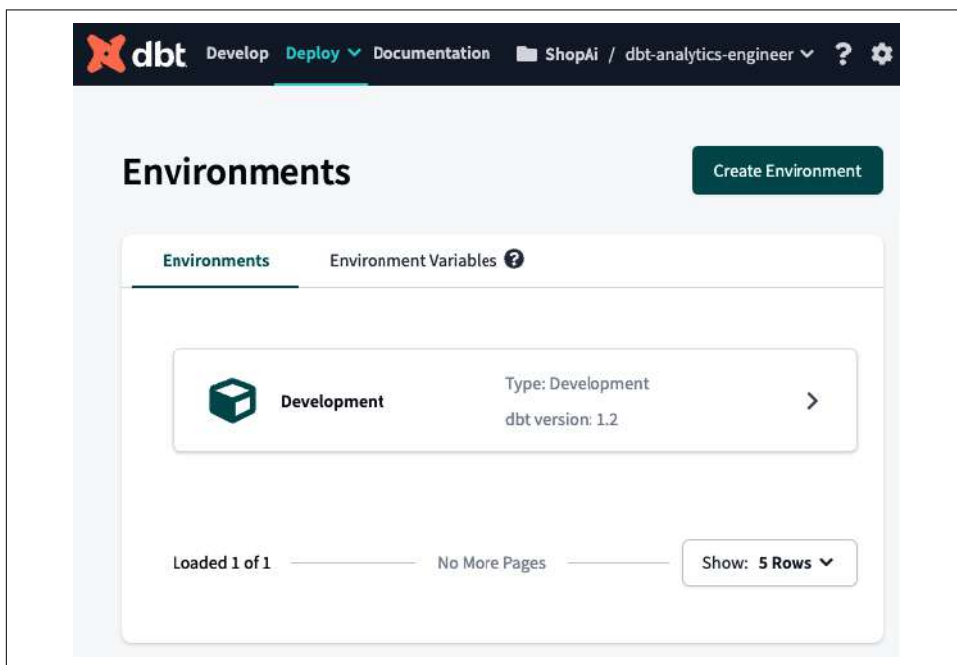 dbt Develop Deploy Documentation ShopAi / dbt-analytics-engineer ?
Environments
Create Environment
Environments Environment Variables ?
Development
Type: Development
dbt version: 1.2
Loaded 1 of 1 No More Pages Show: 5 Rows